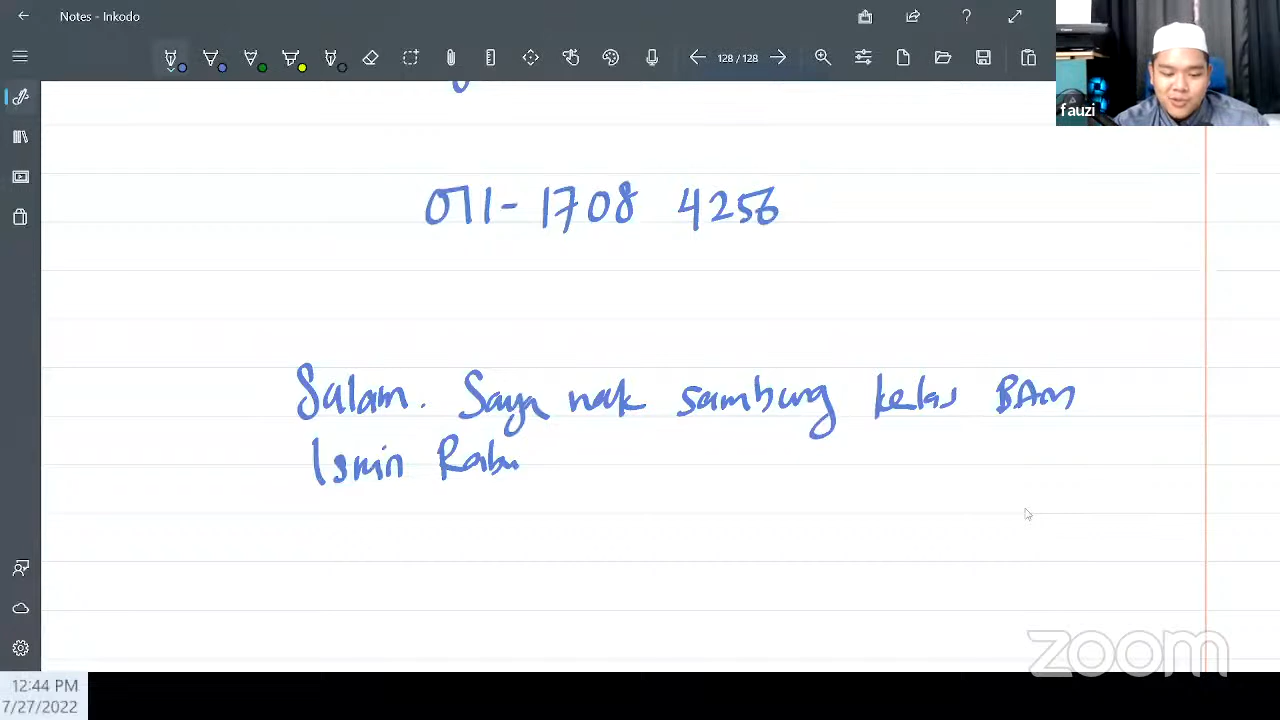 Notes - Inkodo
128 / 128
fauzi
011-1708 4256
Salam. Saya nak sambung kelas BAM
Isnin Rabu
zoom
12:44 PM
7/27/2022